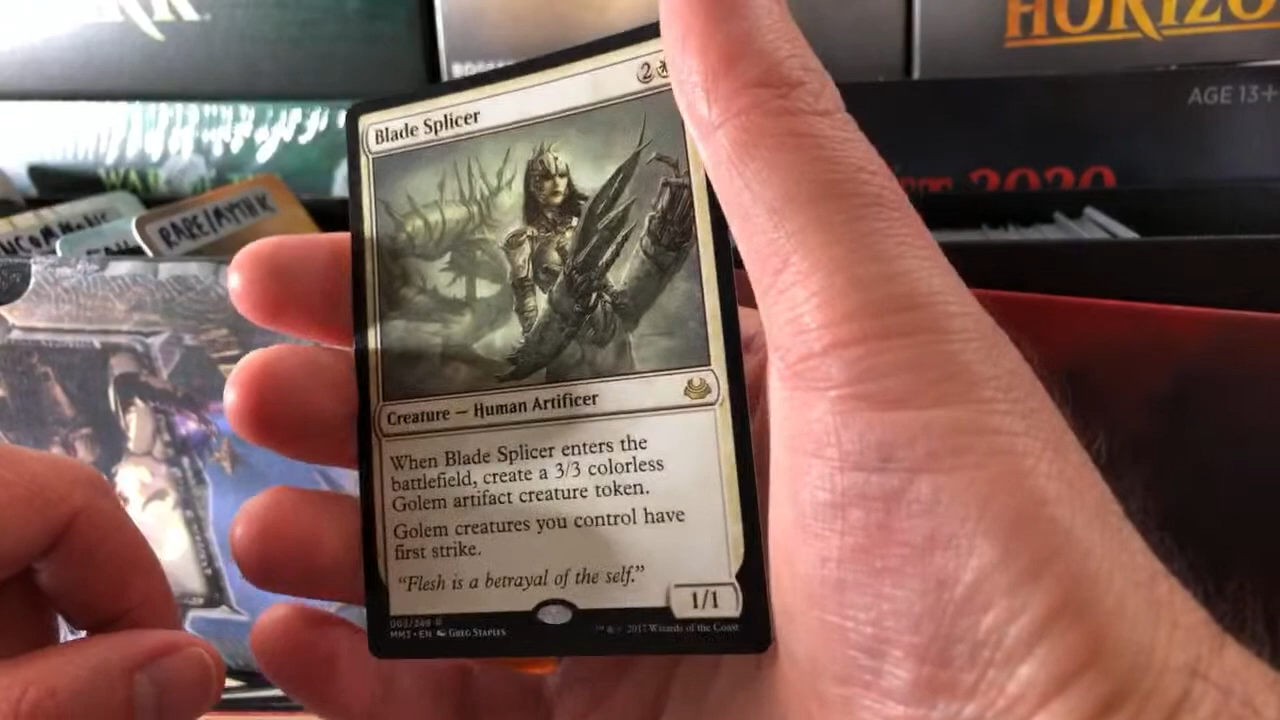 HORIZO
AGE 13+
2020
RARE/MYTHIC
Blade Splicer
2
Creature — Human Artificer
When Blade Splicer enters the
battlefield, create a 3/3 colorless
Golem artifact creature token.
Golem creatures you control have
first strike.
“Flesh is a betrayal of the self.”
1/1
MM3 • EN GREG STAPLES
2017 Wizards of the Coast